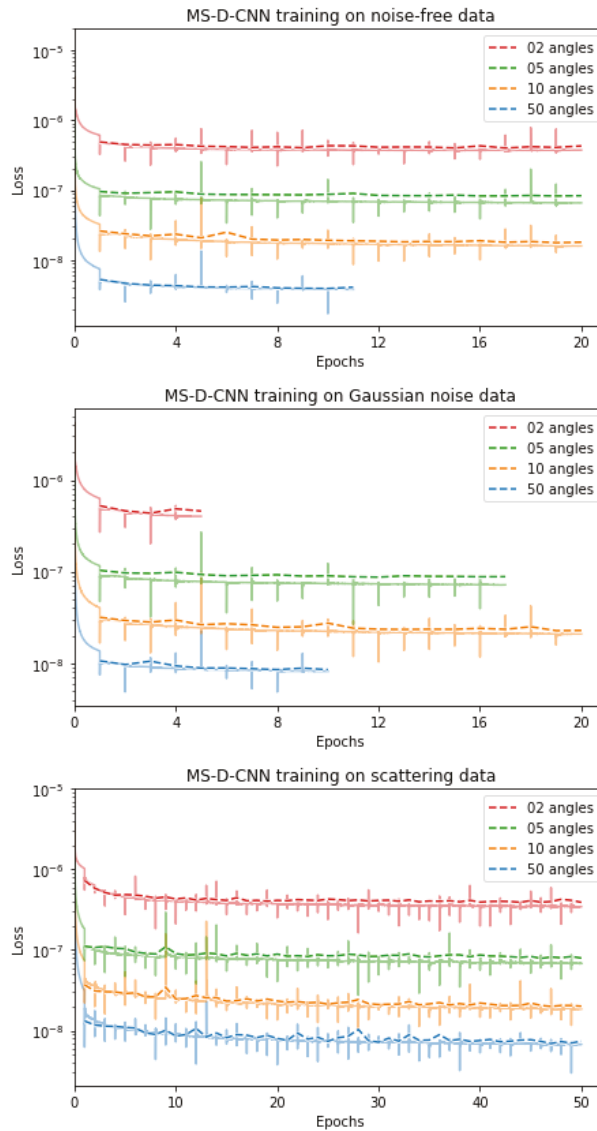 MS-D-CNN training on noise-free data
10⁻⁵
10⁻⁶
10⁻⁷
10⁻⁸
Loss
02 angles
05 angles
10 angles
50 angles
0 4 8 12 16 20
Epochs
MS-D-CNN training on Gaussian noise data
10⁻⁶
10⁻⁷
10⁻⁸
Loss
02 angles
05 angles
10 angles
50 angles
0 4 8 12 16 20
Epochs
MS-D-CNN training on scattering data
10⁻⁵
10⁻⁶
10⁻⁷
10⁻⁸
Loss
02 angles
05 angles
10 angles
50 angles
0 10 20 30 40 50
Epochs